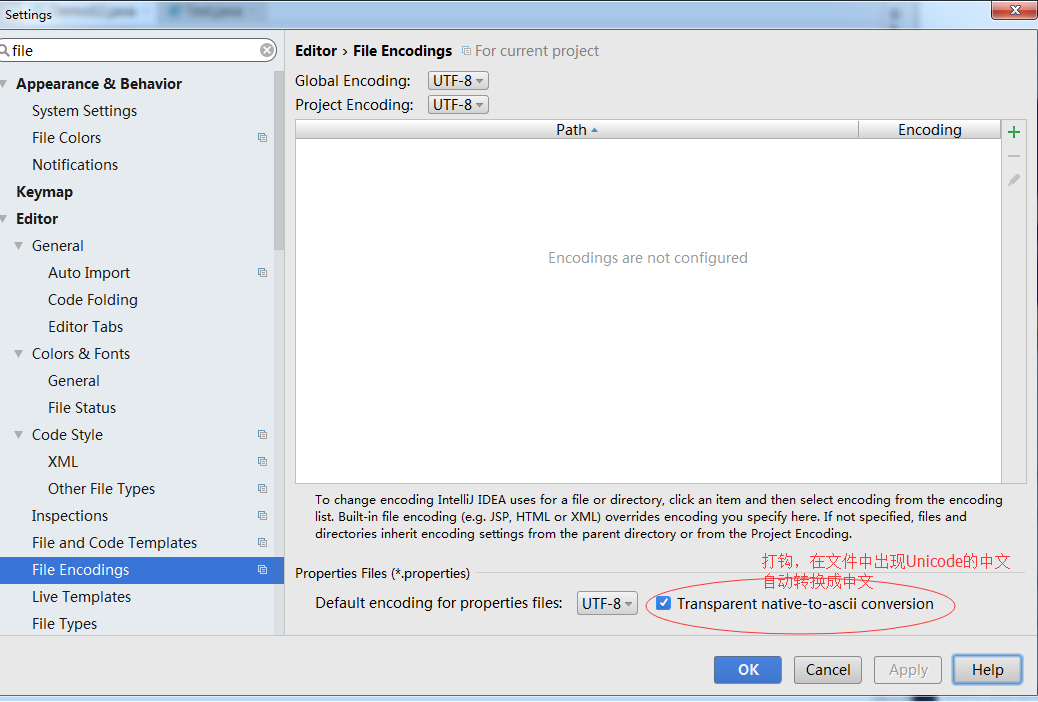 Settings
file
Editor › File Encodings For current project
Appearance & Behavior
System Settings
File Colors
Notifications
Keymap
Editor
General
Auto Import
Code Folding
Editor Tabs
Colors & Fonts
General
File Status
Code Style
XML
Other File Types
Inspections
File and Code Templates
File Encodings
Live Templates
File Types
Global Encoding: UTF-8
Project Encoding: UTF-8
Path Encoding
Encodings are not configured
To change encoding IntelliJ IDEA uses for a file or directory, click an item and then select encoding from the encoding
list. Built-in file encoding (e.g. JSP, HTML or XML) overrides encoding you specify here. If not specified, files and
directories inherit encoding settings from the parent directory or from the Project Encoding.
打钩，在文件中出现Unicode的中文
自动转换成中文
Properties Files (*.properties)
Default encoding for properties files: UTF-8 Transparent native-to-ascii conversion
OK Cancel Apply Help